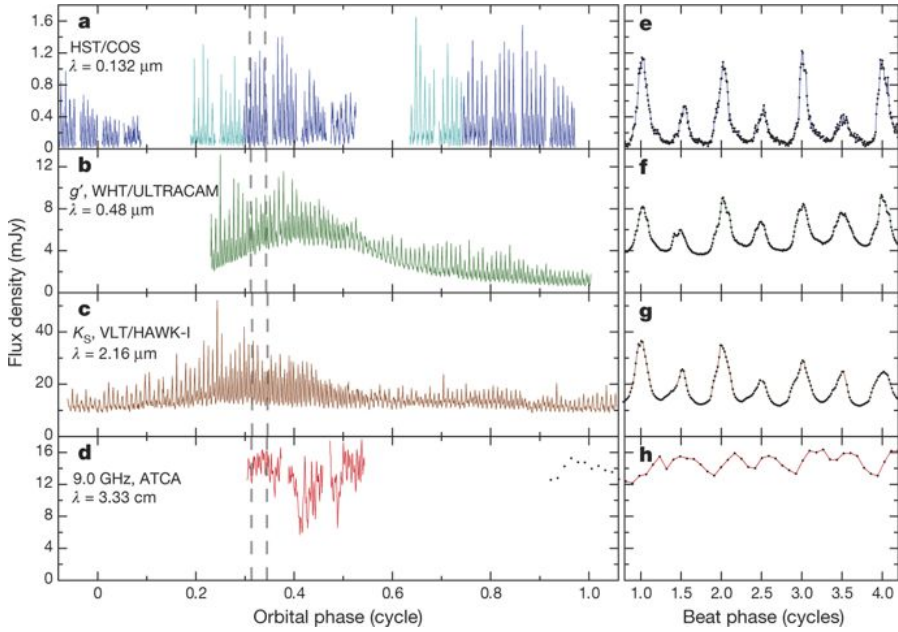 a
HST/COS
λ = 0.132 μm
1.6
1.2
0.8
0.4
0
e
b
g′, WHT/ULTRACAM
λ = 0.48 μm
12
8
4
0
f
Flux density (mJy)
c
K_S, VLT/HAWK-I
λ = 2.16 μm
40
20
0
g
d
9.0 GHz, ATCA
λ = 3.33 cm
16
12
8
4
0
h
0 0.2 0.4 0.6 0.8 1.0
Orbital phase (cycle)
1.0 1.5 2.0 2.5 3.0 3.5 4.0
Beat phase (cycles)